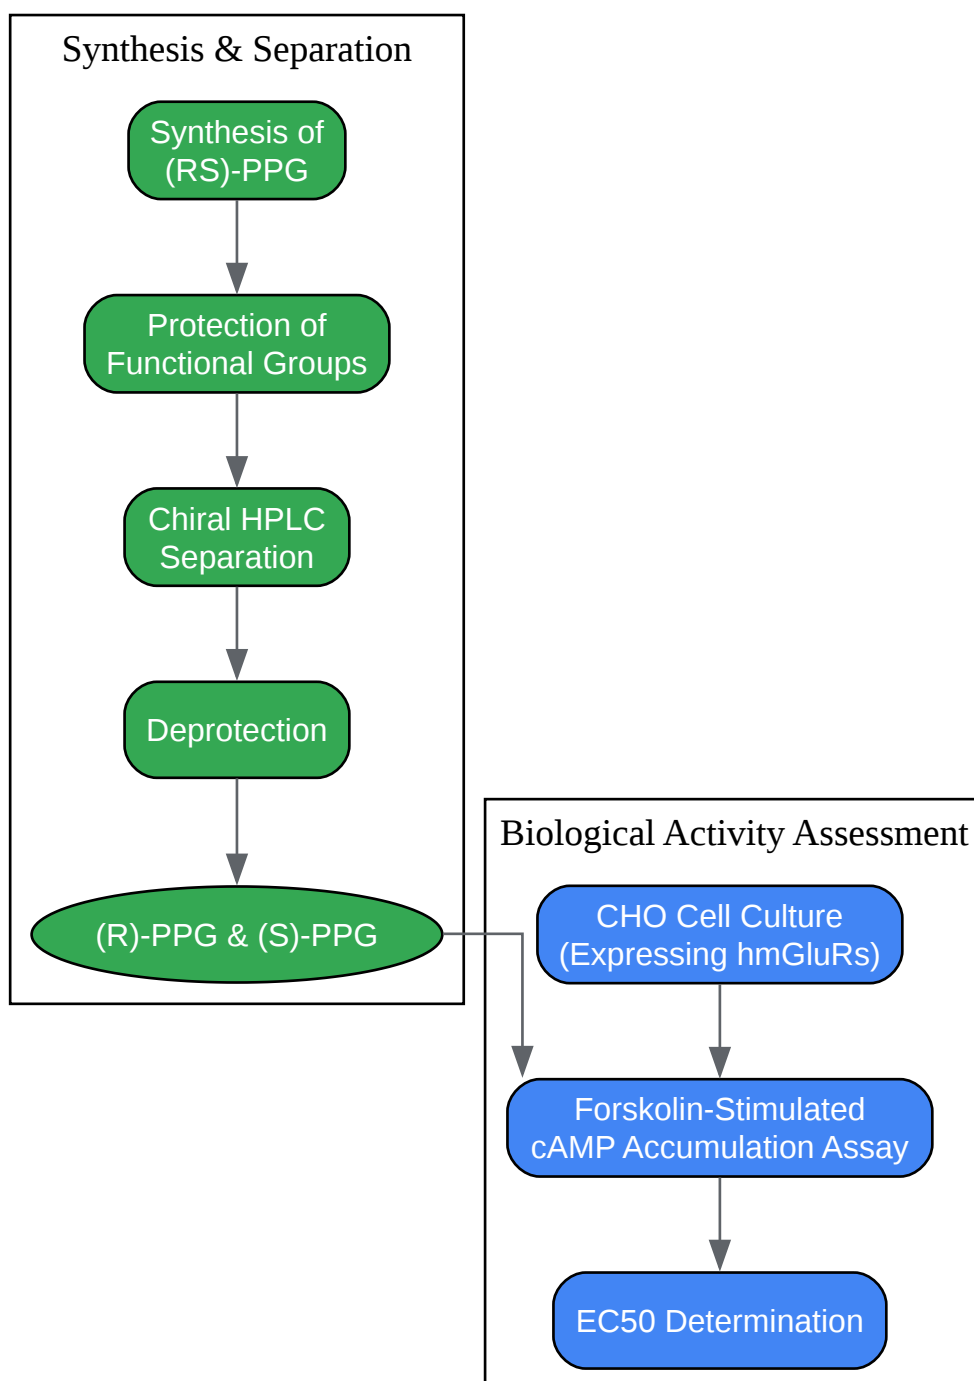 Synthesis & Separation
Synthesis of
(RS)-PPG
Protection of
Functional Groups
Chiral HPLC
Separation
Deprotection
(R)-PPG & (S)-PPG
Biological Activity Assessment
CHO Cell Culture
(Expressing hmGluRs)
Forskolin-Stimulated
cAMP Accumulation Assay
EC50 Determination